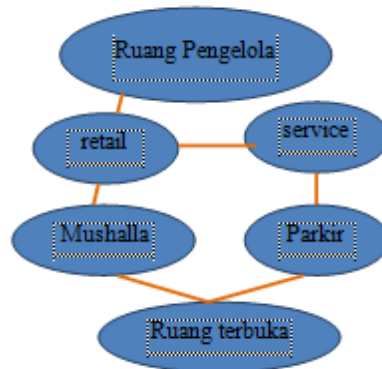 Ruang Pengelola
retail
service
Mushalla
Parkir
Ruang terbuka